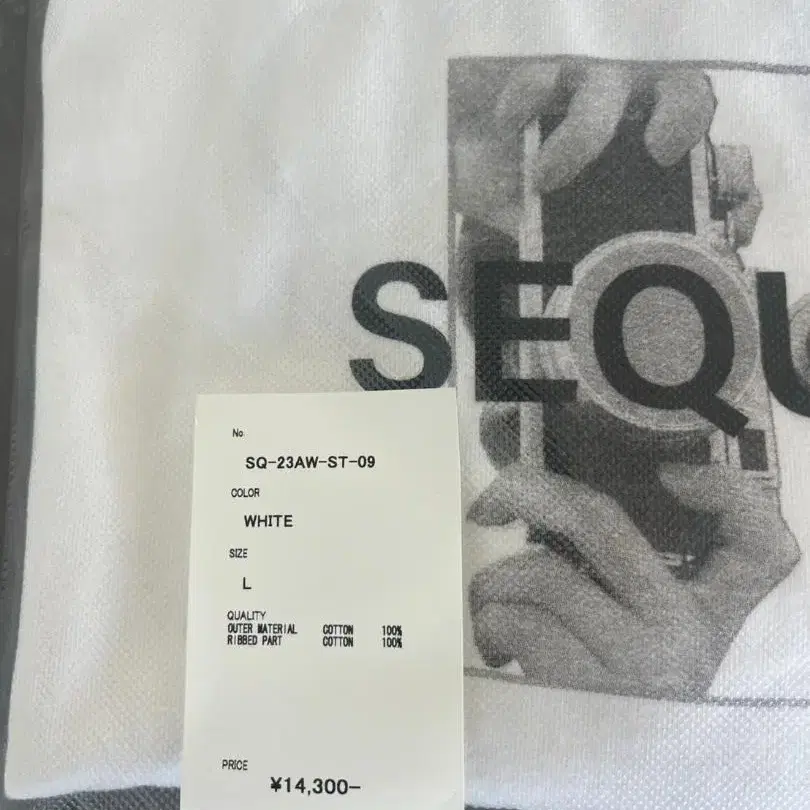 SEQU
No.
SQ-23AW-ST-09
COLOR
WHITE
SIZE
L
QUALITY
OUTER MATERIAL COTTON 100%
RIBBED PART COTTON 100%
PRICE
¥14,300-